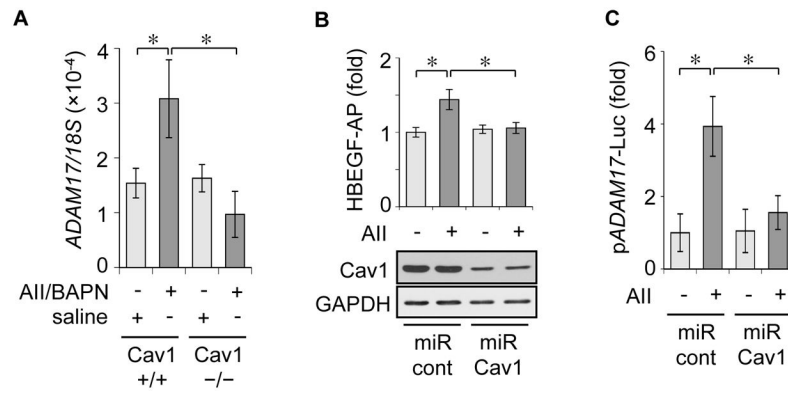 A
ADAM17/18S (×10⁻⁴)
4
3
2
1
0
* *
AII/BAPN - + - +
saline + - + -
Cav1 Cav1
+/+ −/−
B
HBEGF-AP (fold)
2
1
0
* *
AII - + - +
Cav1
GAPDH
miR miR
cont Cav1
C
pADAM17-Luc (fold)
6
4
2
0
* *
AII - + - +
miR miR
cont Cav1